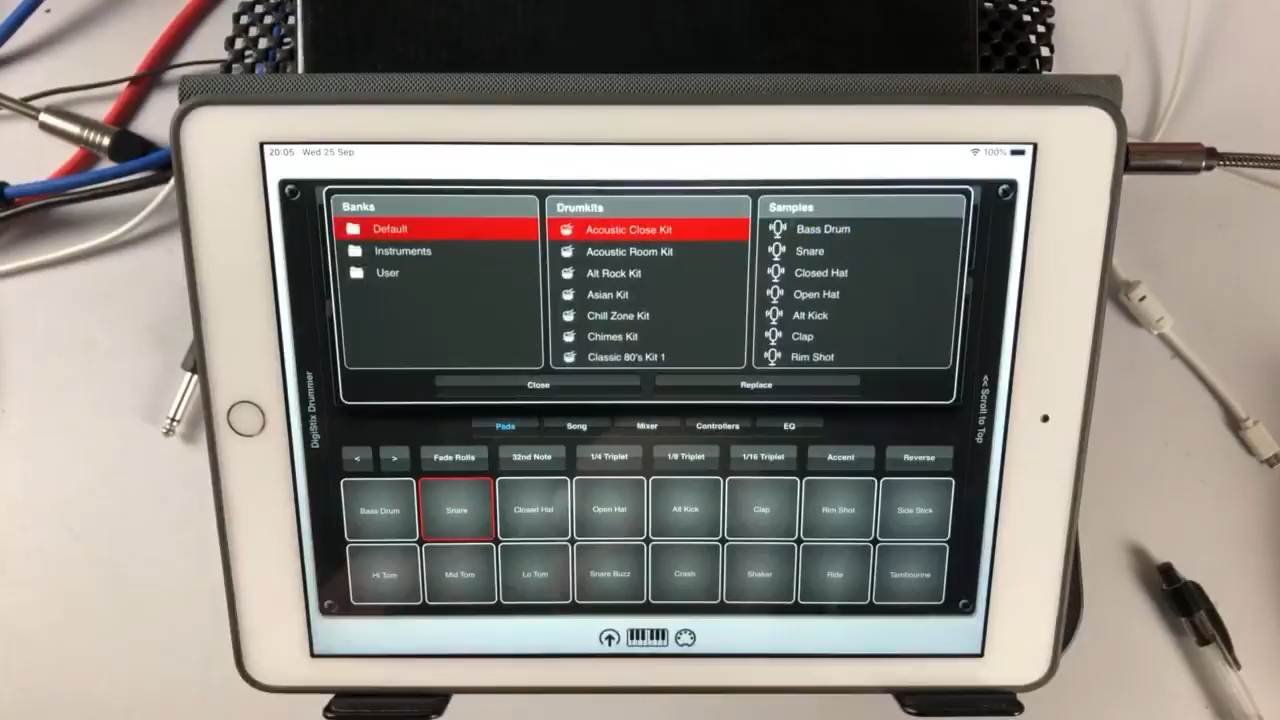 20:05 Wed 25 Sep
100%
Banks
Default
Instruments
User
Drumkits
Acoustic Close Kit
Acoustic Room Kit
Alt Rock Kit
Asian Kit
Chill Zone Kit
Chimes Kit
Classic 80's Kit 1
Samples
Bass Drum
Snare
Closed Hat
Open Hat
Alt Kick
Clap
Rim Shot
Close Replace
DigiStix Drummer
<< Scroll to Top
Pads Song Mixer Controllers EQ
< > Fade Rolls 32nd Note 1/4 Triplet 1/8 Triplet 1/16 Triplet Accent Reverse
Bass Drum Snare Closed Hat Open Hat Alt Kick Clap Rim Shot Side Stick
Hi Tom Mid Tom Lo Tom Snare Buzz Crash Shaker Ride Tambourine